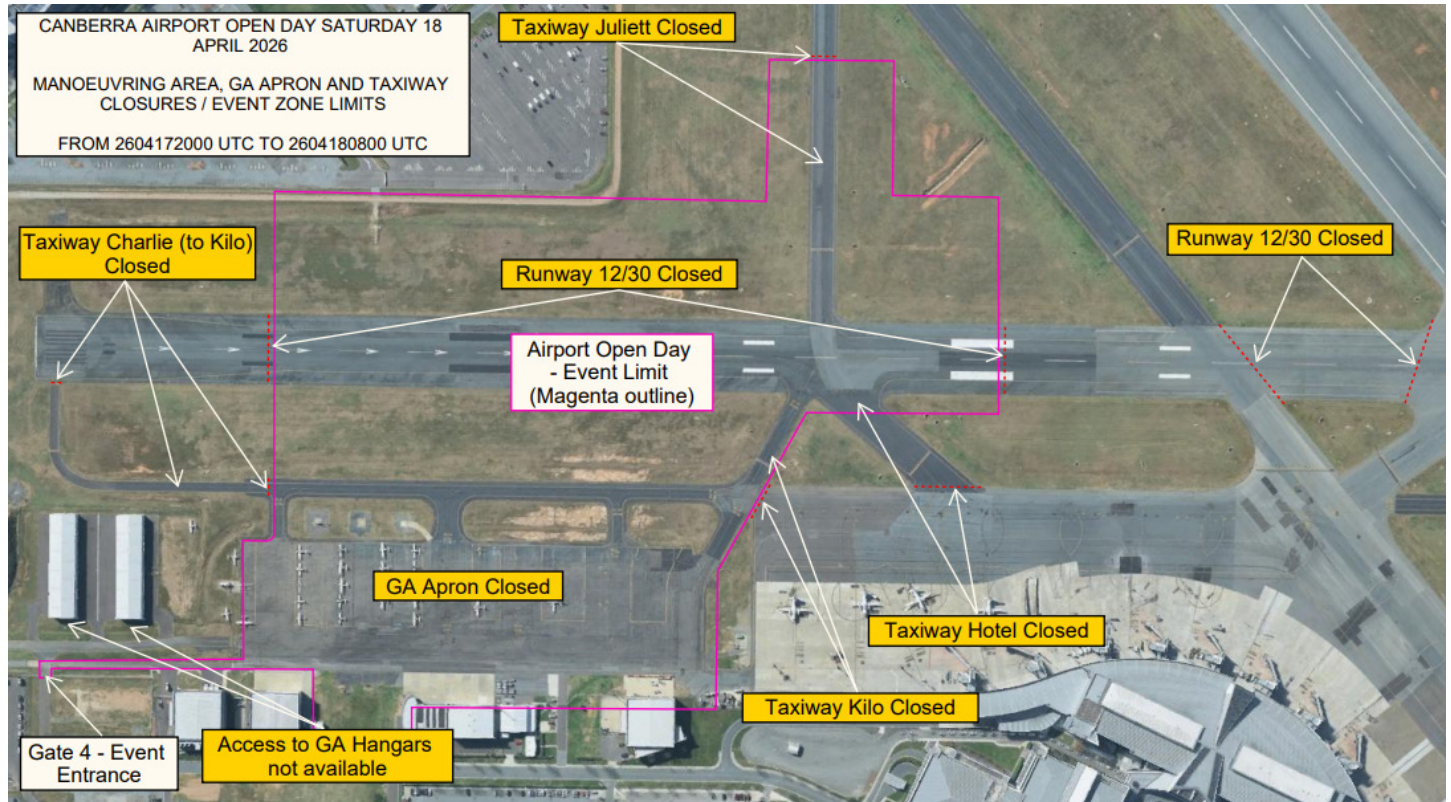 CANBERRA AIRPORT OPEN DAY SATURDAY 18
APRIL 2026
MANOEUVRING AREA, GA APRON AND TAXIWAY
CLOSURES / EVENT ZONE LIMITS
FROM 2604172000 UTC TO 2604180800 UTC
Taxiway Juliett Closed
Taxiway Charlie (to Kilo)
Closed
Runway 12/30 Closed
Runway 12/30 Closed
Airport Open Day
- Event Limit
(Magenta outline)
GA Apron Closed
Taxiway Hotel Closed
Taxiway Kilo Closed
Gate 4 - Event
Entrance
Access to GA Hangars
not available